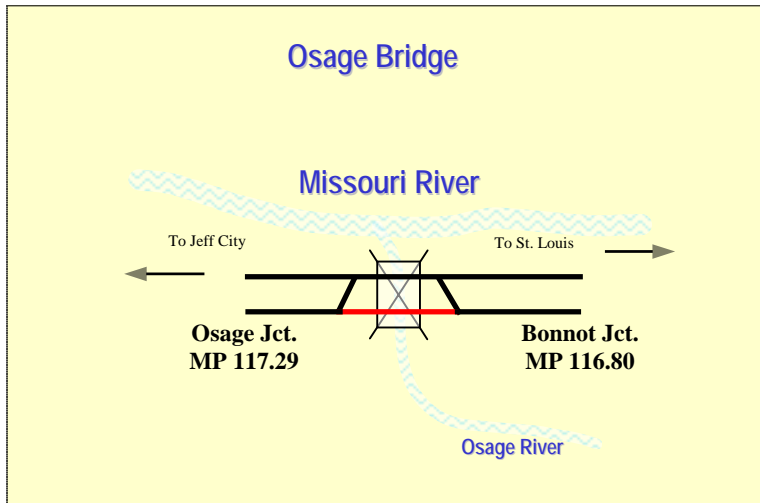 Osage Bridge
Missouri River
To Jeff City
To St. Louis
Osage Jct.
MP 117.29
Bonnot Jct.
MP 116.80
Osage River